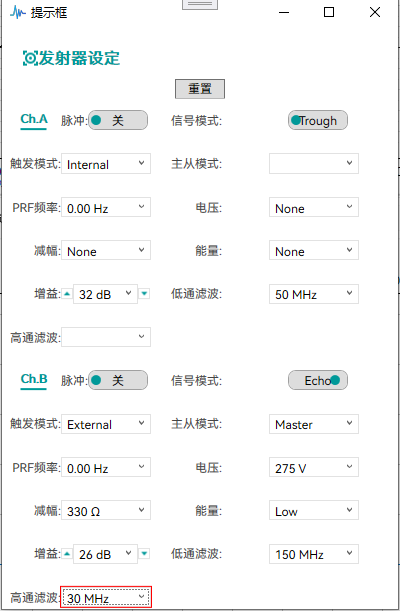 提示框
发射器设定
重置
Ch.A 脉冲: 关 信号模式: Trough
触发模式: Internal 主从模式:
PRF频率: 0.00 Hz 电压: None
减幅: None 能量: None
增益: 32 dB 低通滤波: 50 MHz
高通滤波:
Ch.B 脉冲: 关 信号模式: Echo
触发模式: External 主从模式: Master
PRF频率: 0.00 Hz 电压: 275 V
减幅: 330 Ω 能量: Low
增益: 26 dB 低通滤波: 150 MHz
高通滤波: 30 MHz